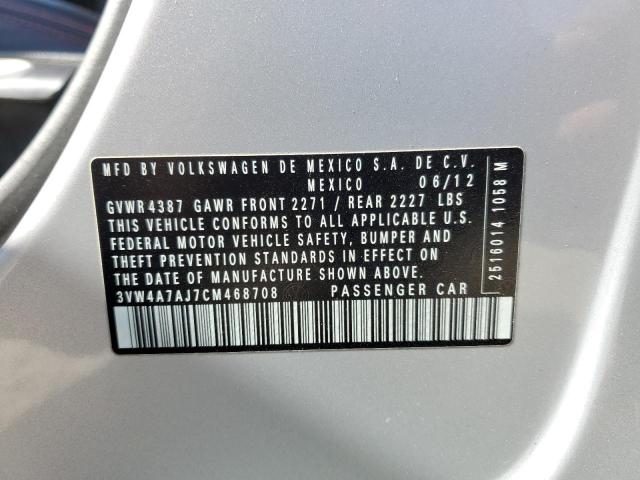 MFD BY VOLKSWAGEN DE MEXICO S.A. DE C.V.
MEXICO 06/12
GVWR 4387 GAWR FRONT 2271 / REAR 2227 LBS
THIS VEHICLE CONFORMS TO ALL APPLICABLE U.S.
FEDERAL MOTOR VEHICLE SAFETY, BUMPER AND
THEFT PREVENTION STANDARDS IN EFFECT ON
THE DATE OF MANUFACTURE SHOWN ABOVE.
3VW4A7AJ7CM468708 PASSENGER CAR
2516014 1058 M